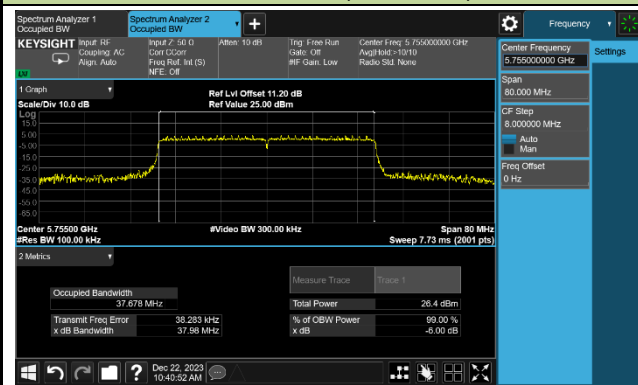 Spectrum Analyzer 1
Occupied BW
Spectrum Analyzer 2
Occupied BW
+
Frequency
KEYSIGHT
Input: RF
Coupling: AC
Align: Auto
Input Z: 50 Ω
Corr CCorr
Freq Ref: Int (S)
NFE: Off
Atten: 10 dB
Trig: Free Run
Gate: Off
#IF Gain: Low
Center Freq: 5.755000000 GHz
Avg|Hold:>10/10
Radio Std: None
Center Frequency
5.755000000 GHz
Settings
Span
80.000 MHz
CF Step
8.000000 MHz
Auto
Man
Freq Offset
0 Hz
1 Graph
Scale/Div 10.0 dB
Ref Lvl Offset 11.20 dB
Ref Value 25.00 dBm
Log
15.0
5.00
-5.00
-15.0
-25.0
-35.0
-45.0
-55.0
-65.0
Center 5.75500 GHz
#Res BW 100.00 kHz
#Video BW 300.00 kHz
Span 80 MHz
Sweep 7.73 ms (2001 pts)
2 Metrics
Measure Trace
Trace 1
Occupied Bandwidth
37.678 MHz
Total Power
26.4 dBm
Transmit Freq Error
38.283 kHz
% of OBW Power
99.00 %
x dB Bandwidth
37.98 MHz
x dB
-6.00 dB
?
Dec 22, 2023
10:40:52 AM